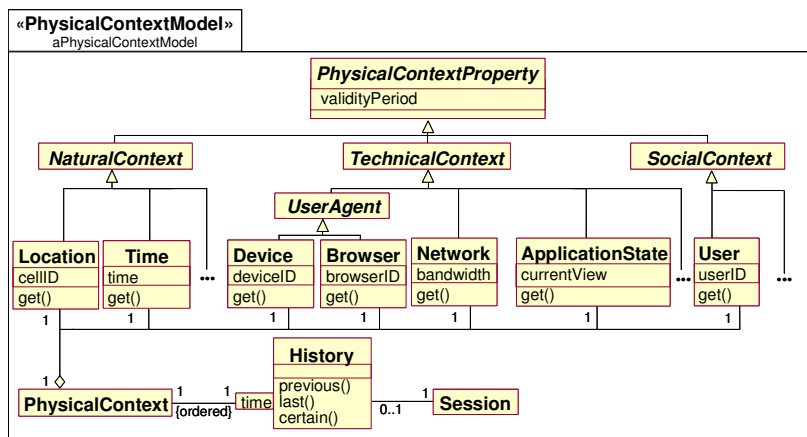 «PhysicalContextModel»
aPhysicalContextModel
PhysicalContextProperty
validityPeriod
NaturalContext
TechnicalContext
SocialContext
UserAgent
Location
cellID
get()
Time
time
get()
...
Device
deviceID
get()
Browser
browserID
get()
Network
bandwidth
get()
ApplicationState
currentView
get()
...
User
userID
get()
...
1 1 1 1 1 1 1
1
PhysicalContext
1
{ordered}
1
time
History
previous()
last()
certain()
0..1
1
Session